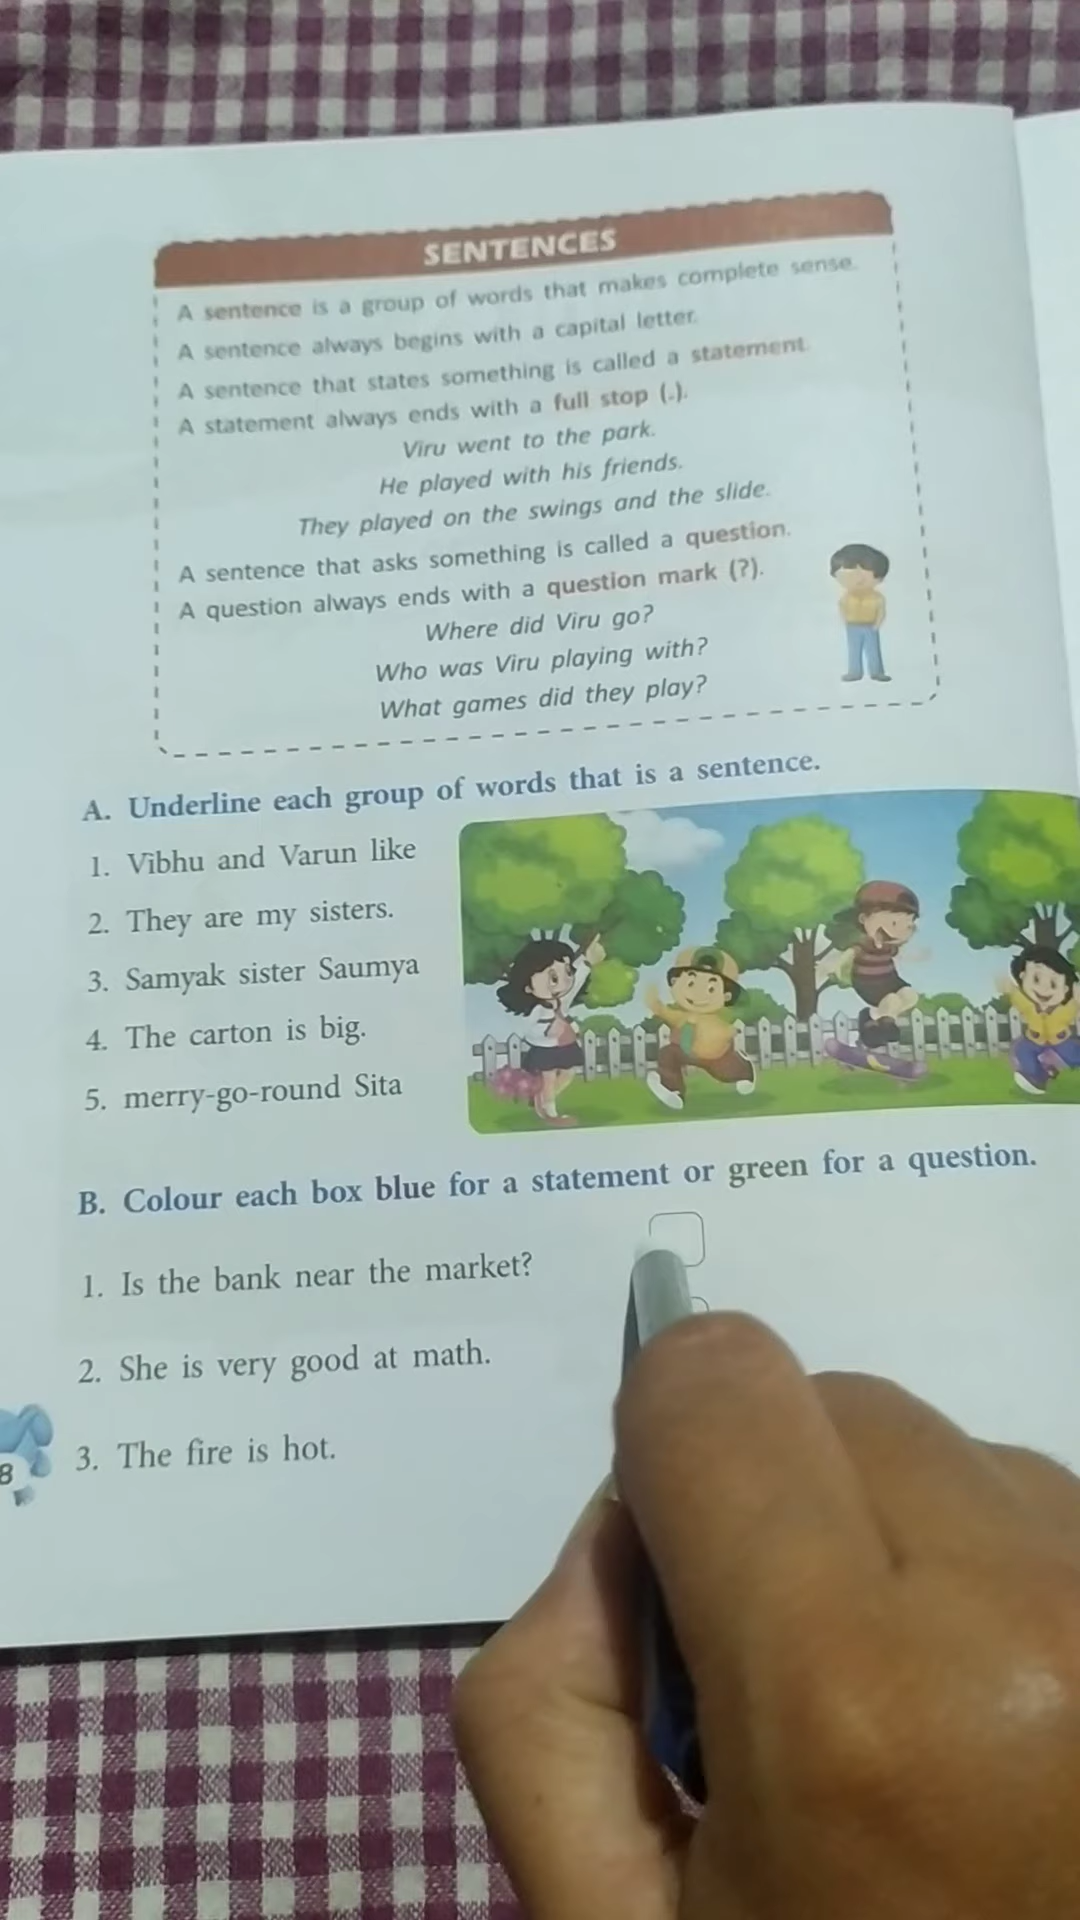 SENTENCES
A sentence is a group of words that makes complete sense.
A sentence always begins with a capital letter.
A sentence that states something is called a statement.
A statement always ends with a full stop (.).
Viru went to the park.
He played with his friends.
They played on the swings and the slide.
A sentence that asks something is called a question.
A question always ends with a question mark (?).
Where did Viru go?
Who was Viru playing with?
What games did they play?
A. Underline each group of words that is a sentence.
1. Vibhu and Varun like
2. They are my sisters.
3. Samyak sister Saumya
4. The carton is big.
5. merry-go-round Sita
B. Colour each box blue for a statement or green for a question.
1. Is the bank near the market?
2. She is very good at math.
3. The fire is hot.
8